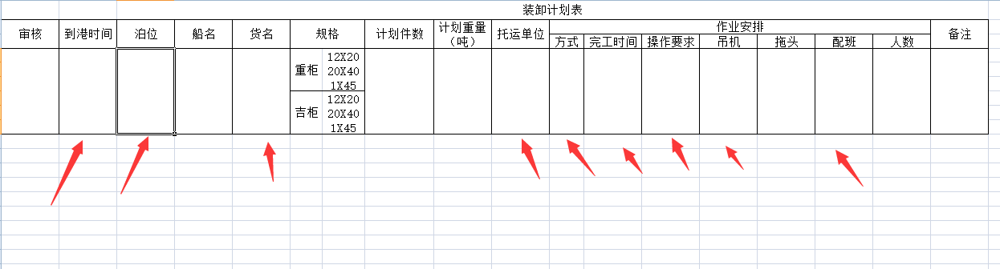 装卸计划表
审核 到港时间 泊位 船名 货名 规格 计划件数 计划重量（吨） 托运单位 作业安排 备注
方式 完工时间 操作要求 吊机 拖头 配班 人数
重柜 12X20
20X40
1X45
吉柜 12X20
20X40
1X45